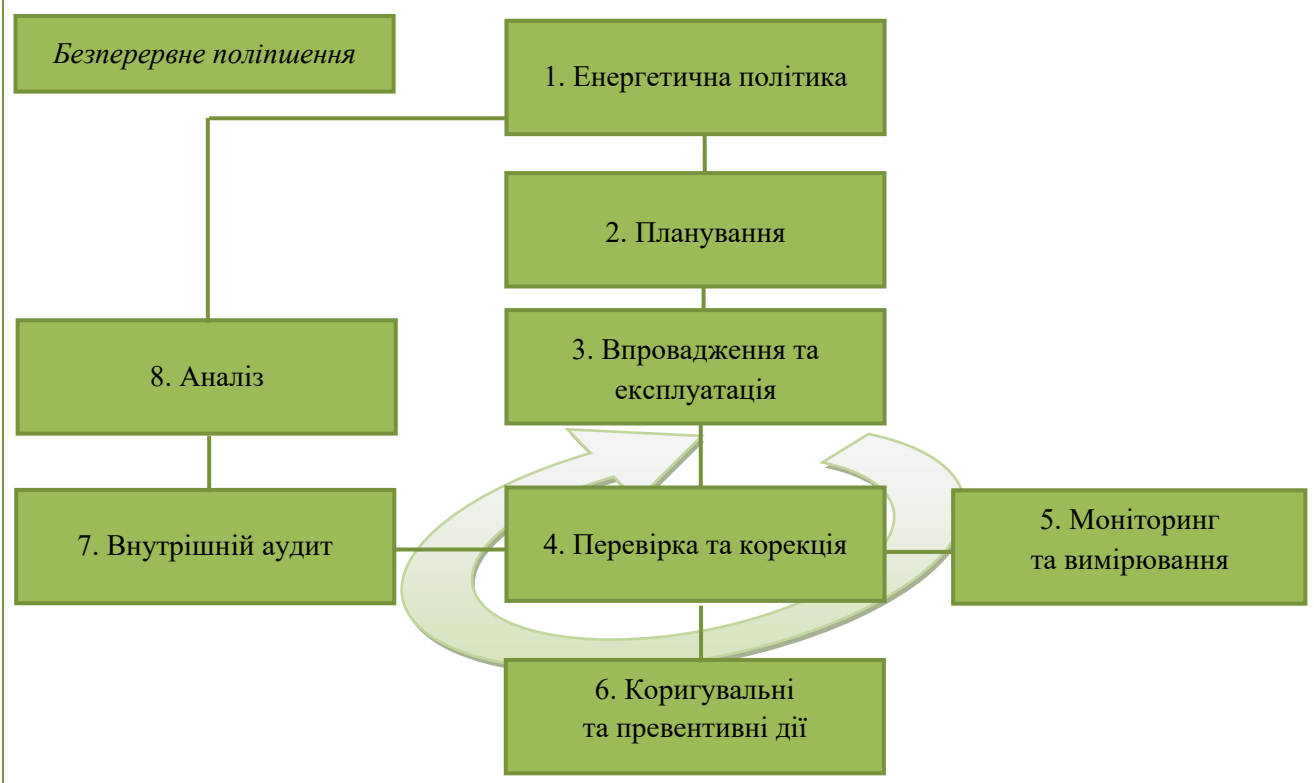 Безперервне поліпшення
1. Енергетична політика
2. Планування
3. Впровадження та
експлуатація
8. Аналіз
7. Внутрішній аудит
4. Перевірка та корекція
5. Моніторинг
та вимірювання
6. Коригувальні
та превентивні дії